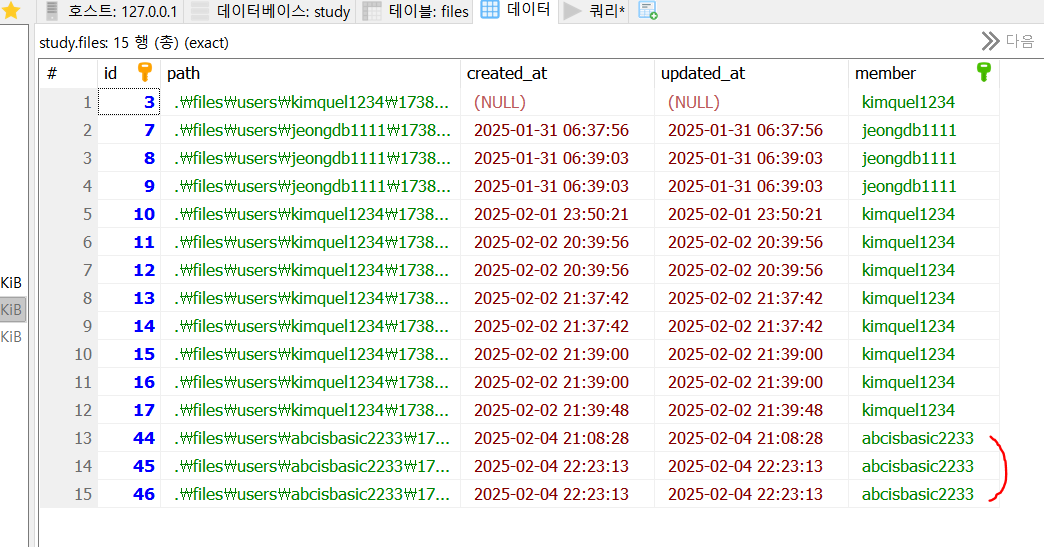 호스트: 127.0.0.1 데이터베이스: study 테이블: files 데이터 쿼리*
study.files: 15 행 (총) (exact) 다음
# id path created_at updated_at member
1 3 .₩files₩users₩kimquel1234₩1738... (NULL) (NULL) kimquel1234
2 7 .₩files₩users₩jeongdb1111₩1738... 2025-01-31 06:37:56 2025-01-31 06:37:56 jeongdb1111
3 8 .₩files₩users₩jeongdb1111₩1738... 2025-01-31 06:39:03 2025-01-31 06:39:03 jeongdb1111
4 9 .₩files₩users₩jeongdb1111₩1738... 2025-01-31 06:39:03 2025-01-31 06:39:03 jeongdb1111
5 10 .₩files₩users₩kimquel1234₩1738... 2025-02-01 23:50:21 2025-02-01 23:50:21 kimquel1234
6 11 .₩files₩users₩kimquel1234₩1738... 2025-02-02 20:39:56 2025-02-02 20:39:56 kimquel1234
7 12 .₩files₩users₩kimquel1234₩1738... 2025-02-02 20:39:56 2025-02-02 20:39:56 kimquel1234
KiB 8 13 .₩files₩users₩kimquel1234₩1738... 2025-02-02 21:37:42 2025-02-02 21:37:42 kimquel1234
KiB 9 14 .₩files₩users₩kimquel1234₩1738... 2025-02-02 21:37:42 2025-02-02 21:37:42 kimquel1234
KiB 10 15 .₩files₩users₩kimquel1234₩1738... 2025-02-02 21:39:00 2025-02-02 21:39:00 kimquel1234
11 16 .₩files₩users₩kimquel1234₩1738... 2025-02-02 21:39:00 2025-02-02 21:39:00 kimquel1234
12 17 .₩files₩users₩kimquel1234₩1738... 2025-02-02 21:39:48 2025-02-02 21:39:48 kimquel1234
13 44 .₩files₩users₩abcisbasic2233₩17... 2025-02-04 21:08:28 2025-02-04 21:08:28 abcisbasic2233
14 45 .₩files₩users₩abcisbasic2233₩17... 2025-02-04 22:23:13 2025-02-04 22:23:13 abcisbasic2233
15 46 .₩files₩users₩abcisbasic2233₩17... 2025-02-04 22:23:13 2025-02-04 22:23:13 abcisbasic2233